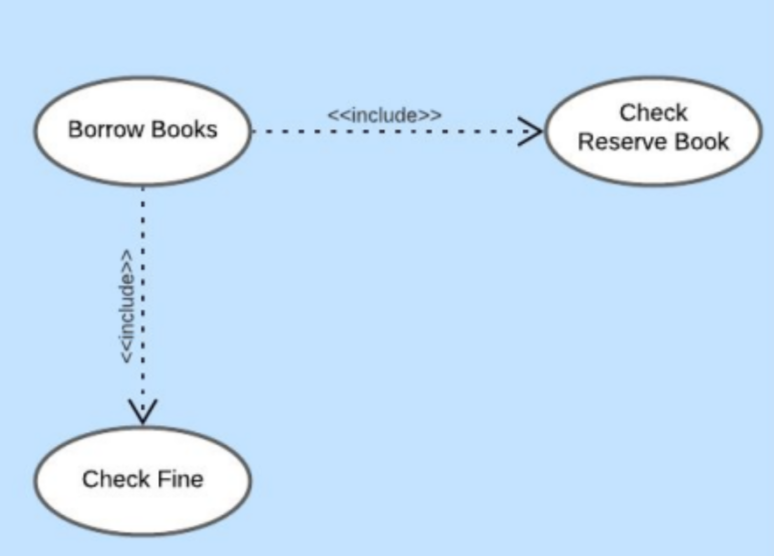 <<include>>
Borrow Books
Check
Reserve Book
<<include>>
Check Fine